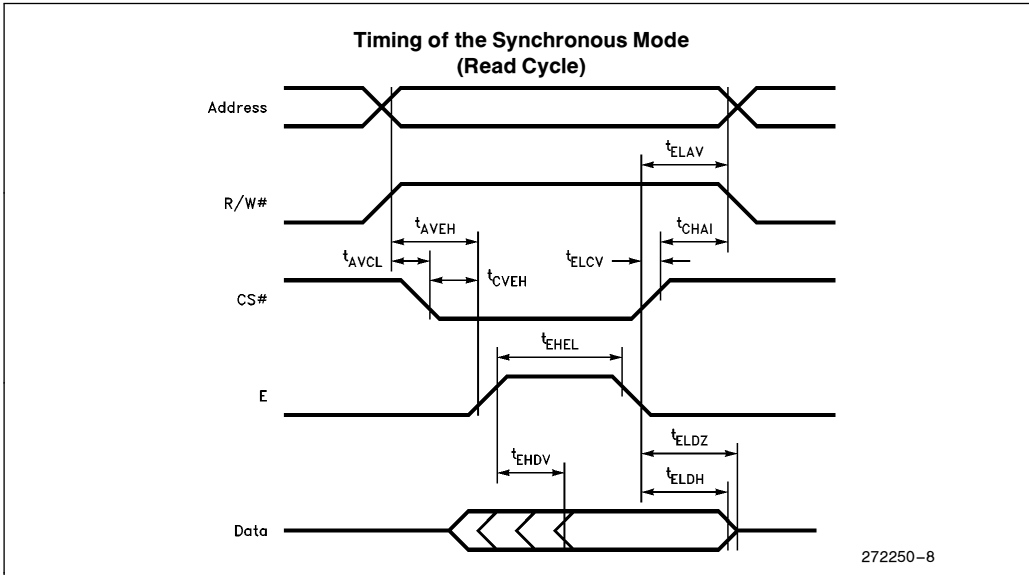 Timing of the Synchronous Mode
(Read Cycle)
Address
tELAV
R/W#
tAVEH
tCHAI
tAVCL
tELCV
tCVEH
CS#
tEHEL
E
tELDZ
tEHDV
tELDH
Data
272250–8